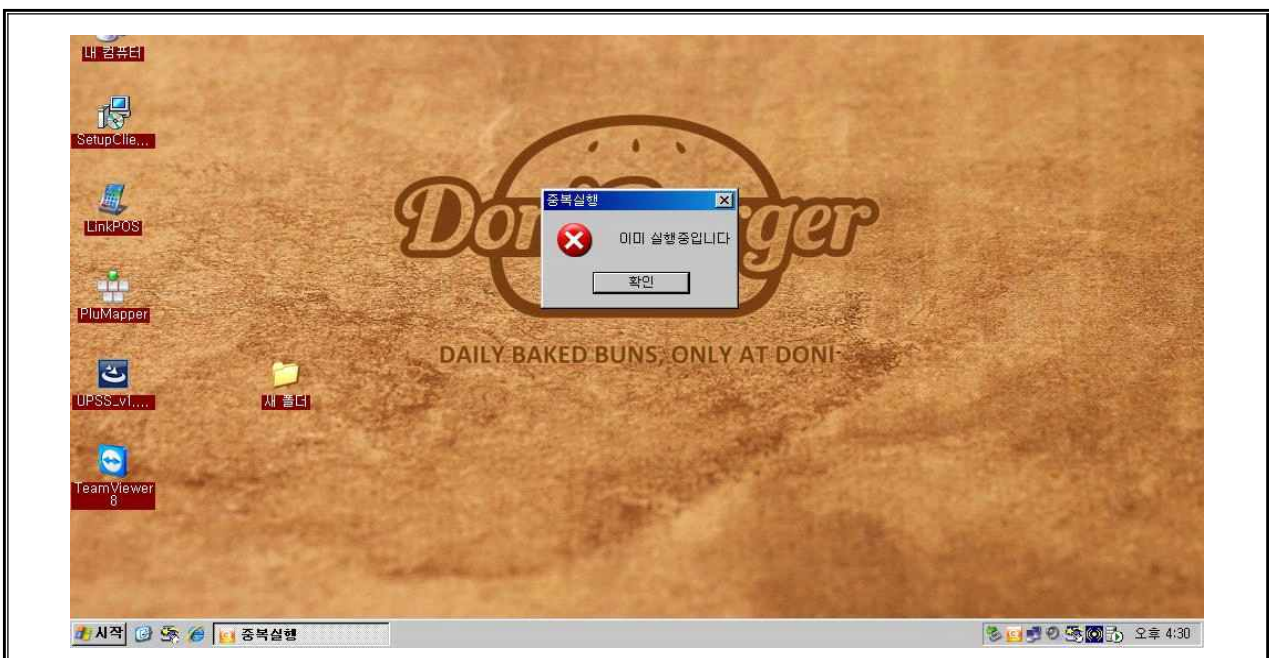 내 컴퓨터
SetupClie...
LinkPOS
PluMapper
UPSS_v1....
새 폴더
TeamViewer
8
중복실행
이미 실행중입니다
확인
DAILY BAKED BUNS, ONLY AT DONI
시작
중복실행
오후 4:30